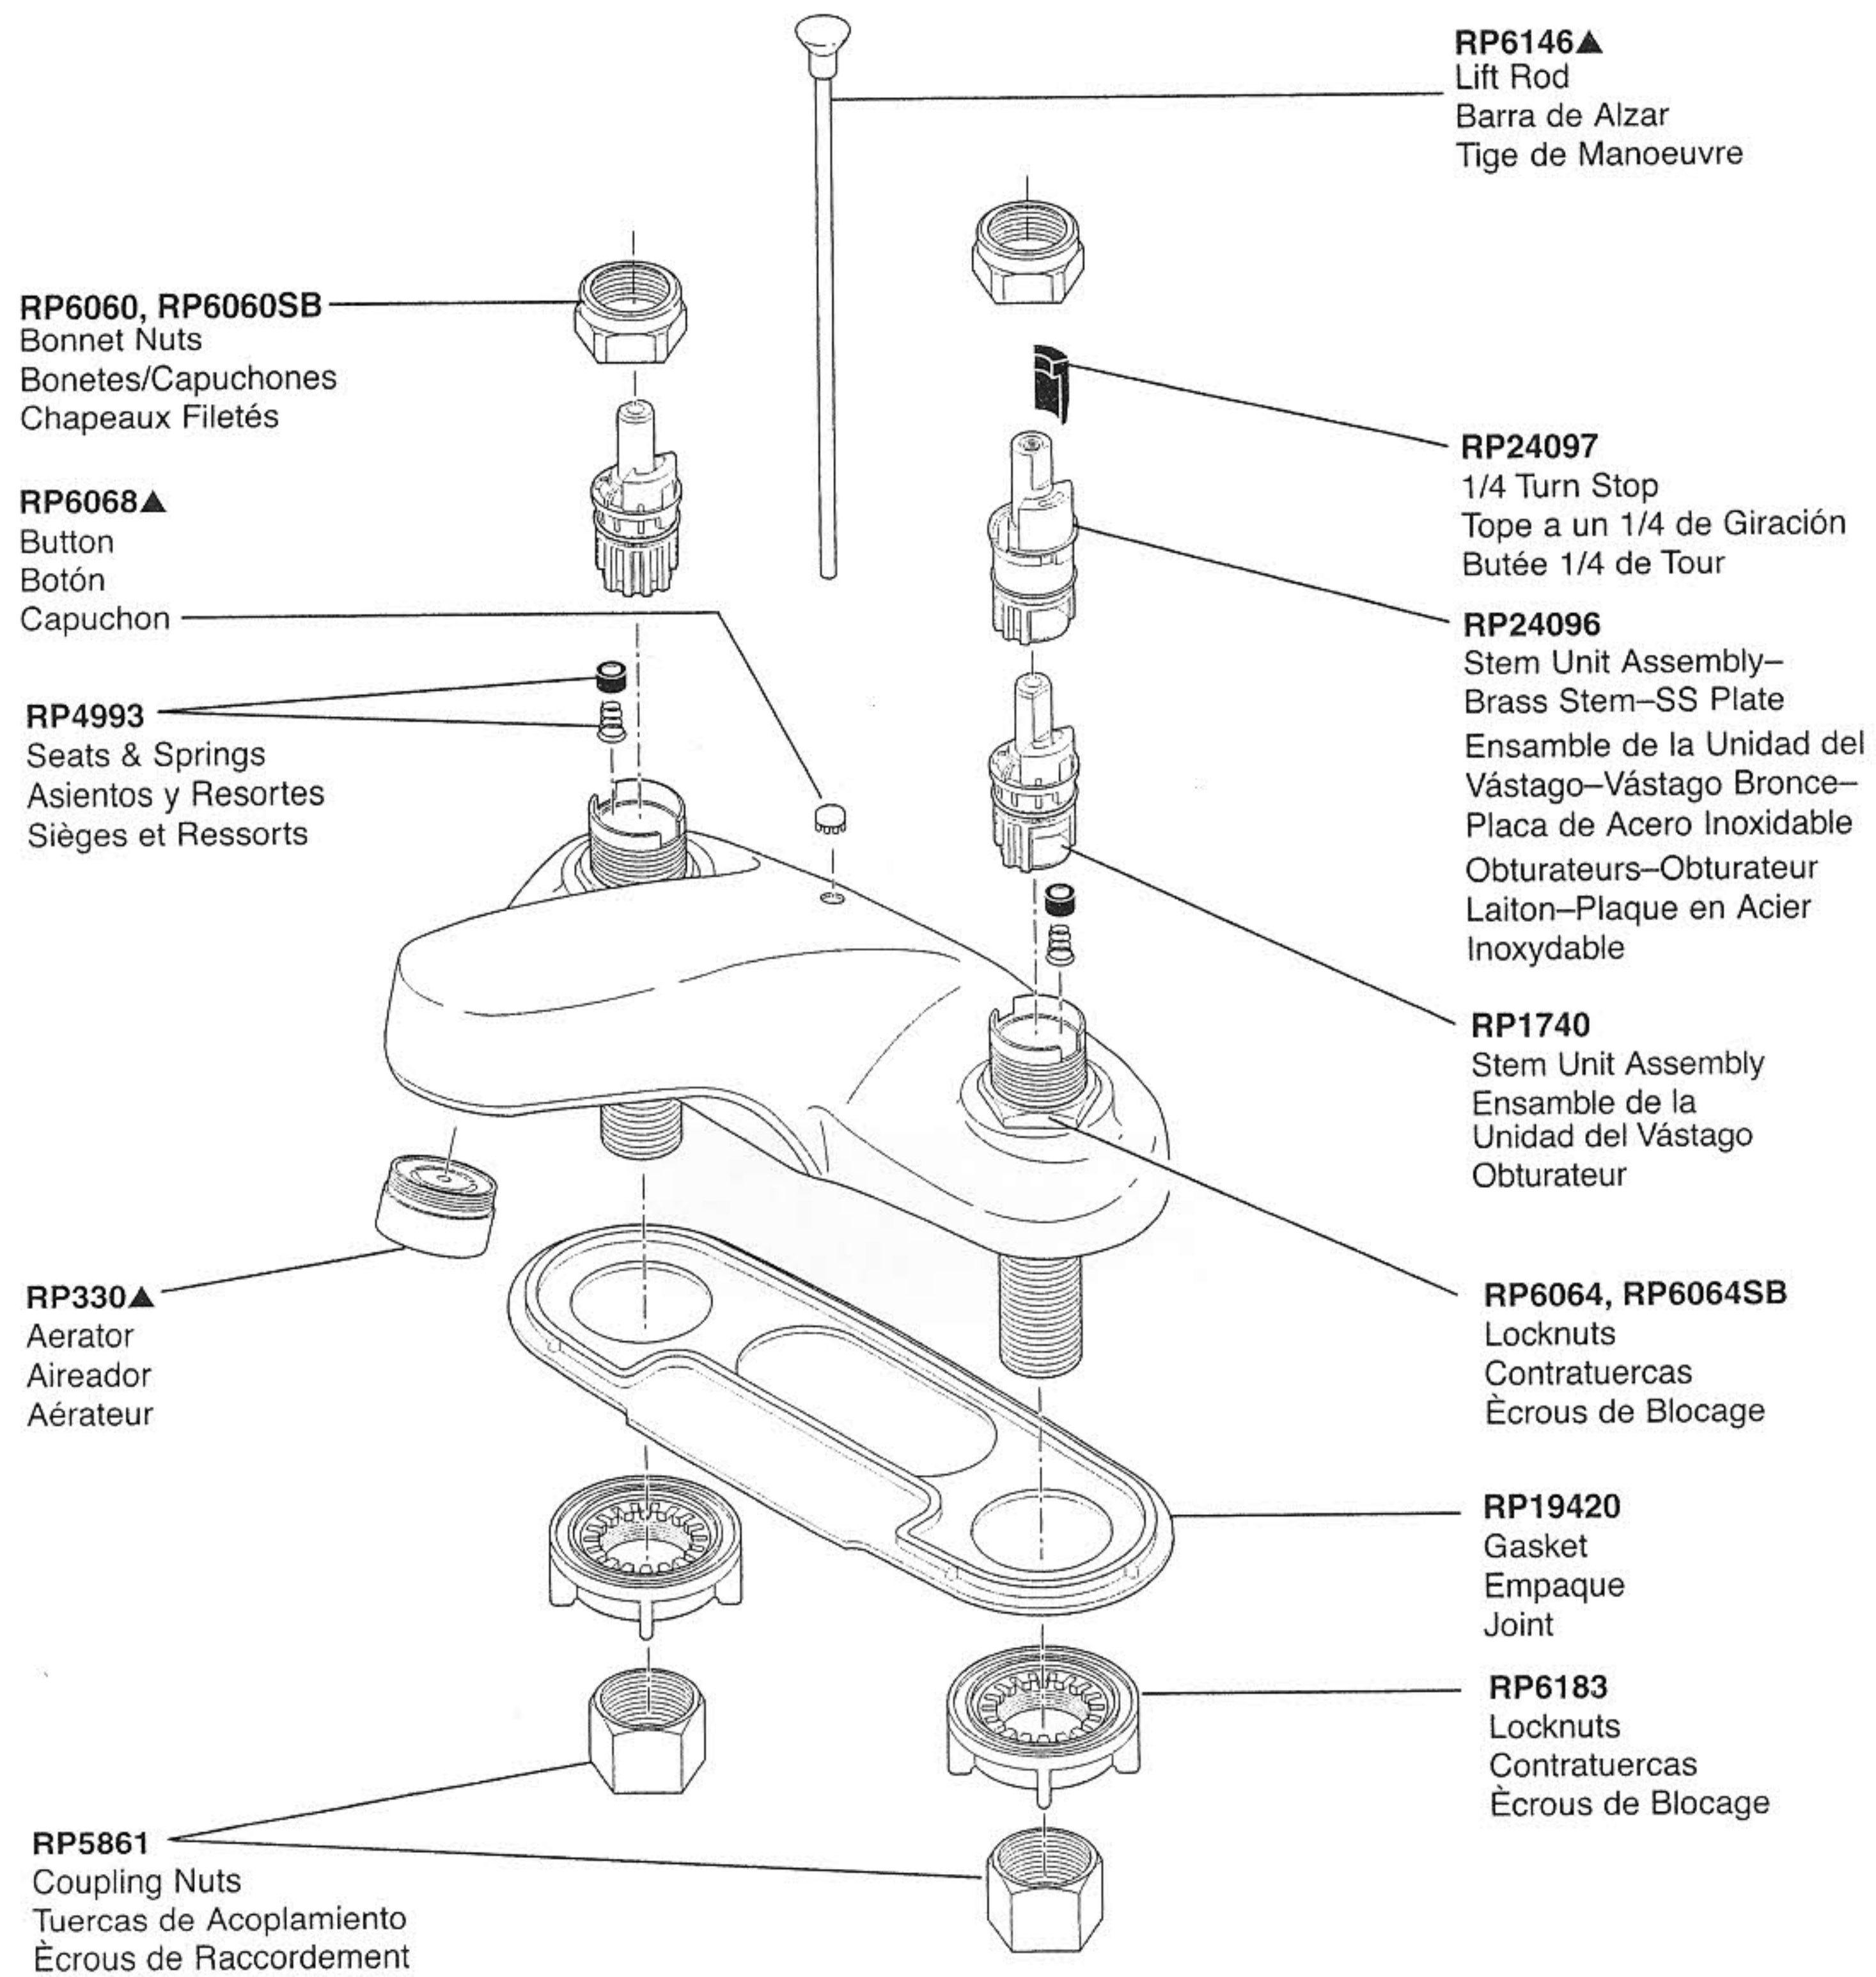 RP6146▲
Lift Rod
Barra de Alzar
Tige de Manoeuvre
RP6060, RP6060SB
Bonnet Nuts
Bonetes/Capuchones
Chapeaux Filetés
RP6068▲
Button
Botón
Capuchon
RP4993
Seats & Springs
Asientos y Resortes
Sièges et Ressorts
RP24097
1/4 Turn Stop
Tope a un 1/4 de Giración
Butée 1/4 de Tour
RP24096
Stem Unit Assembly–
Brass Stem–SS Plate
Ensamble de la Unidad del
Vástago–Vástago Bronce–
Placa de Acero Inoxidable
Obturateurs–Obturateur
Laiton–Plaque en Acier
Inoxydable
RP1740
Stem Unit Assembly
Ensamble de la
Unidad del Vástago
Obturateur
RP330▲
Aerator
Aireador
Aérateur
RP6064, RP6064SB
Locknuts
Contratuercas
Ècrous de Blocage
RP19420
Gasket
Empaque
Joint
RP6183
Locknuts
Contratuercas
Ècrous de Blocage
RP5861
Coupling Nuts
Tuercas de Acoplamiento
Ècrous de Raccordement